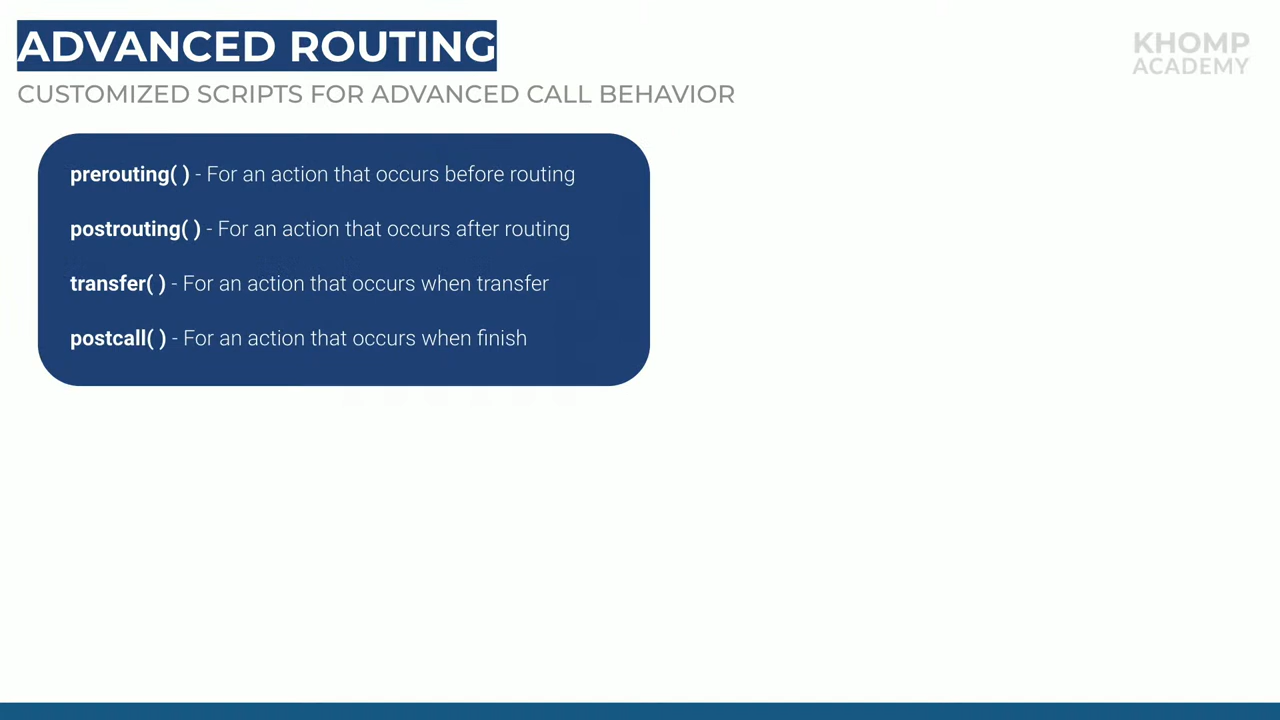 ADVANCED ROUTING
KHOMP
ACADEMY
CUSTOMIZED SCRIPTS FOR ADVANCED CALL BEHAVIOR
prerouting( ) - For an action that occurs before routing
postrouting( ) - For an action that occurs after routing
transfer( ) - For an action that occurs when transfer
postcall( ) - For an action that occurs when finish